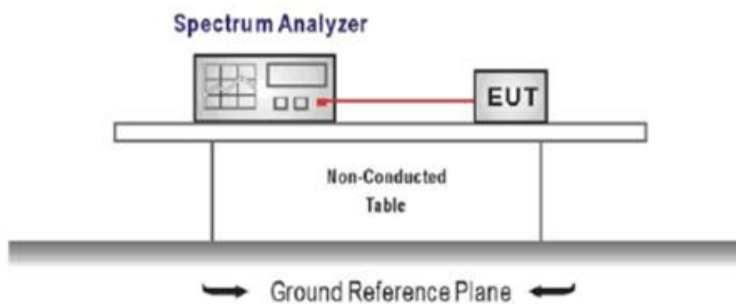 Spectrum Analyzer
EUT
Non-Conducted
Table
Ground Reference Plane